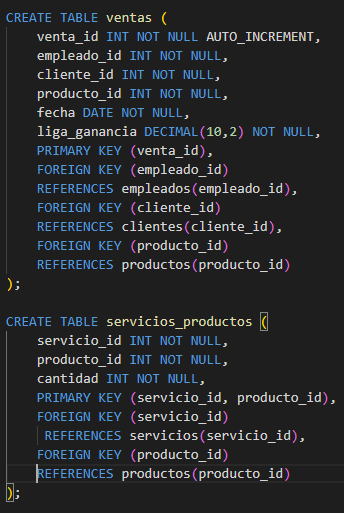 CREATE TABLE ventas (
    venta_id INT NOT NULL AUTO_INCREMENT,
    empleado_id INT NOT NULL,
    cliente_id INT NOT NULL,
    producto_id INT NOT NULL,
    fecha DATE NOT NULL,
    liga_ganancia DECIMAL(10,2) NOT NULL,
    PRIMARY KEY (venta_id),
    FOREIGN KEY (empleado_id)
    REFERENCES empleados(empleado_id),
    FOREIGN KEY (cliente_id)
    REFERENCES clientes(cliente_id),
    FOREIGN KEY (producto_id)
    REFERENCES productos(producto_id)
);

CREATE TABLE servicios_productos (
    servicio_id INT NOT NULL,
    producto_id INT NOT NULL,
    cantidad INT NOT NULL,
    PRIMARY KEY (servicio_id, producto_id),
    FOREIGN KEY (servicio_id)
     REFERENCES servicios(servicio_id),
    FOREIGN KEY (producto_id)
    REFERENCES productos(producto_id)
);